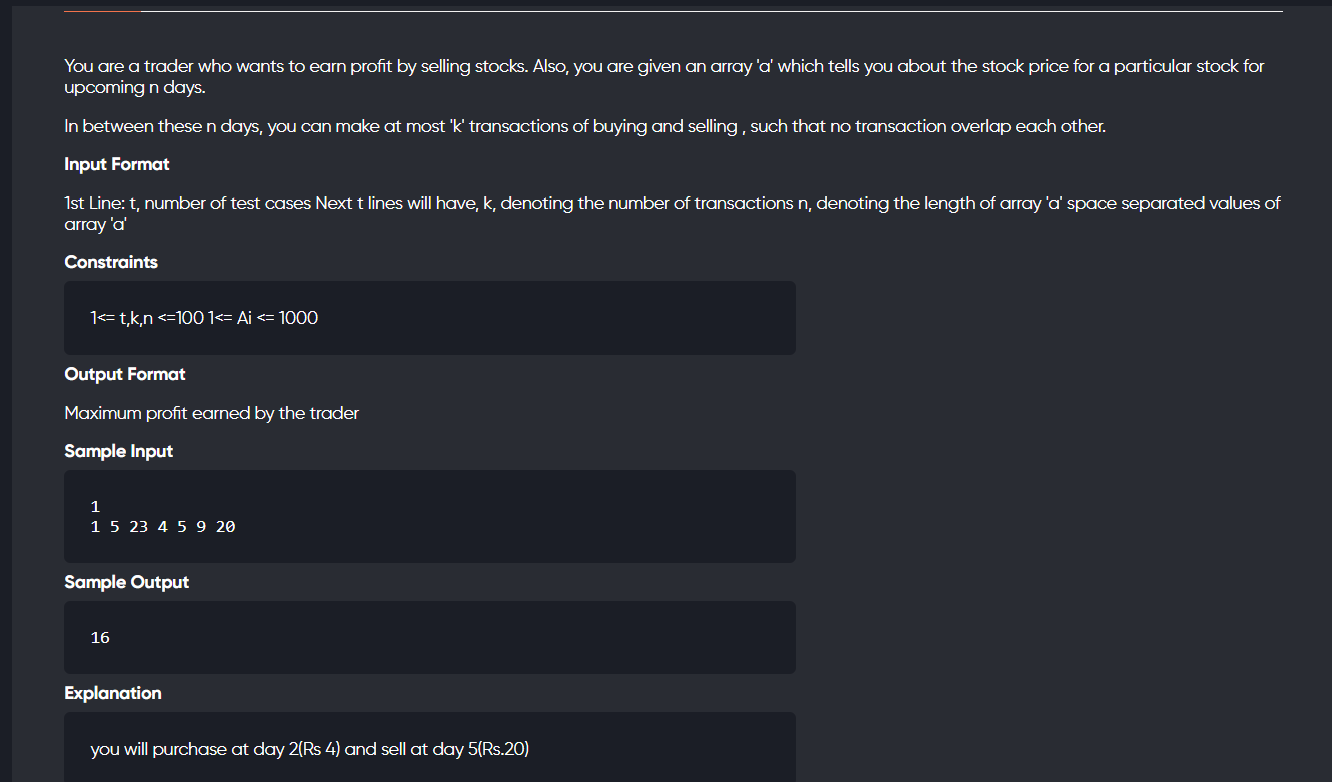 You are a trader who wants to earn profit by selling stocks. Also, you are given an array 'a' which tells you about the stock price for a particular stock for
upcoming n days.
In between these n days, you can make at most 'k' transactions of buying and selling , such that no transaction overlap each other.
Input Format
1st Line: t, number of test cases Next t lines will have, k, denoting the number of transactions n, denoting the length of array 'a' space separated values of
array 'a'
Constraints
1<= t,k,n <=100 1<= Ai <= 1000
Output Format
Maximum profit earned by the trader
Sample Input
1
1 5 23 4 5 9 20
Sample Output
16
Explanation
you will purchase at day 2(Rs 4) and sell at day 5(Rs.20)